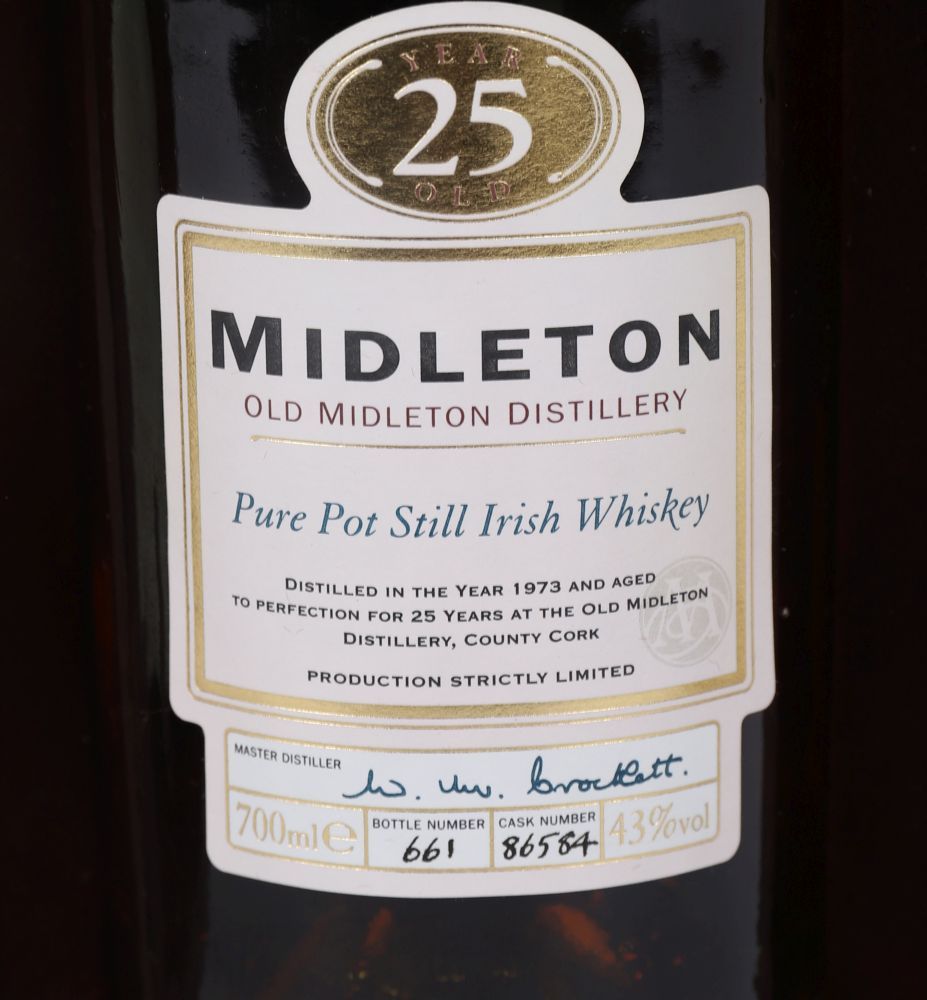 YEAR
25
OLD
MIDLETON
OLD MIDLETON DISTILLERY
Pure Pot Still Irish Whiskey
DISTILLED IN THE YEAR 1973 AND AGED
TO PERFECTION FOR 25 YEARS AT THE OLD MIDLETON
DISTILLERY, COUNTY CORK
PRODUCTION STRICTLY LIMITED
MASTER DISTILLER
Crockett.
700ml e
BOTTLE NUMBER
661
CASK NUMBER
86584
43%vol